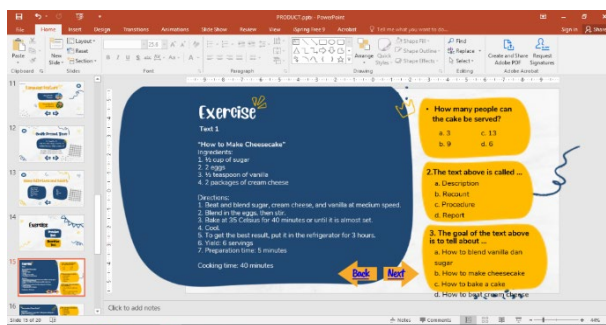 PRODUCT.pptx - PowerPoint
File Home Insert Design Transitions Animations Slide Show Review View iSpring Free 9 Acrobat Tell me what you want to do...
Sign in Share
Paste
New Slide
Layout
Reset
Section
Arrange
Quick Styles
Shape Fill
Shape Outline
Shape Effects
Find
Replace
Select
Create and Share Adobe PDF
Request Signatures
Clipboard Slides Font Paragraph Drawing Editing Adobe Acrobat
11
12
13
14
Exercise
15
16
Exercise
Text 1
"How to Make Cheesecake"
Ingredients:
1. ½ cup of sugar
2. 2 eggs
3. ½ teaspoon of vanilla
4. 2 packages of cream cheese
Directions:
1. Beat and blend sugar, cream cheese, and vanilla at medium speed.
2. Blend in the eggs, then stir.
3. Bake at 35 Celsius for 40 minutes or until it is almost set.
4. Cool.
5. To get the best result, put it in the refrigerator for 3 hours.
6. Yield: 6 servings
7. Preparation time: 5 minutes
Cooking time: 40 minutes
Back Next
• How many people can
the cake be served?
a. 3 c. 13
b. 9 d. 6
2.The text above is called ...
a. Description
b. Recount
c. Procedure
d. Report
3. The goal of the text above
is to tell about ...
a. How to blend vanilla dan
sugar
b. How to make cheesecake
c. How to bake a cake
d. How to beat cream cheese
Click to add notes
Slide 15 of 20
Notes Comments
44%